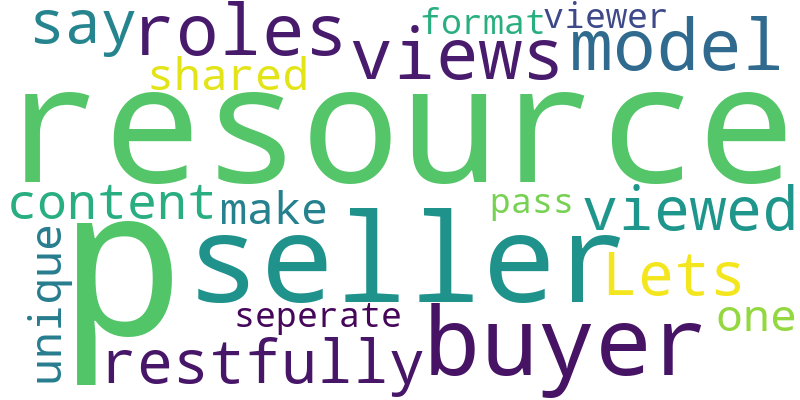 say
roles
format
viewer
views
model
shared
resource
content
make
pass
viewed
unique
p
seller
Lets
seperate
buyer
one
restfully